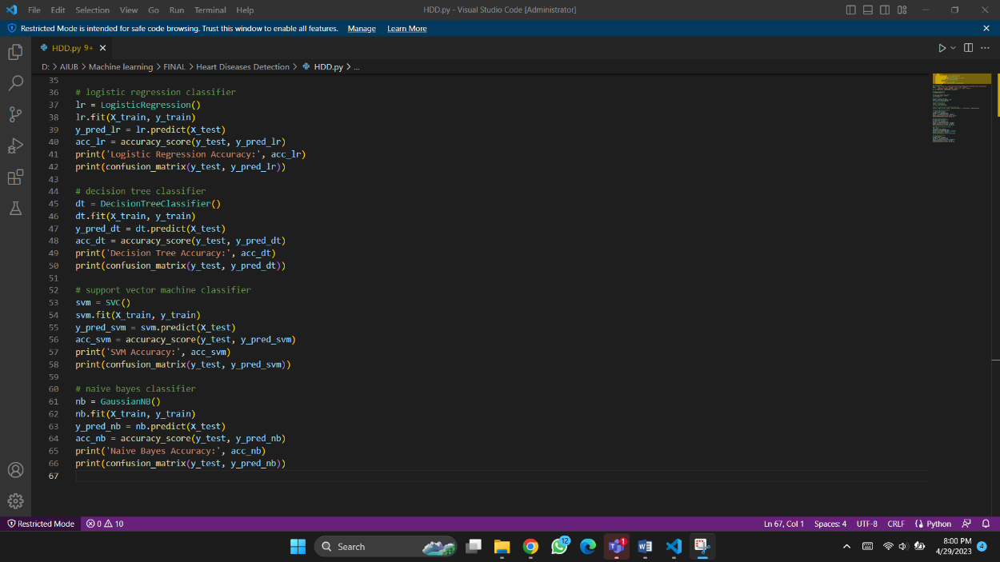 File Edit Selection View Go Run Terminal Help HDD.py - Visual Studio Code [Administrator]
Restricted Mode is intended for safe code browsing. Trust this window to enable all features. Manage Learn More
HDD.py 9+
D: > AIUB > Machine learning > FINAL > Heart Diseases Detection > HDD.py > ...
35
36 # logistic regression classifier
37 lr = LogisticRegression()
38 lr.fit(X_train, y_train)
39 y_pred_lr = lr.predict(X_test)
40 acc_lr = accuracy_score(y_test, y_pred_lr)
41 print('Logistic Regression Accuracy:', acc_lr)
42 print(confusion_matrix(y_test, y_pred_lr))
43
44 # decision tree classifier
45 dt = DecisionTreeClassifier()
46 dt.fit(X_train, y_train)
47 y_pred_dt = dt.predict(X_test)
48 acc_dt = accuracy_score(y_test, y_pred_dt)
49 print('Decision Tree Accuracy:', acc_dt)
50 print(confusion_matrix(y_test, y_pred_dt))
51
52 # support vector machine classifier
53 svm = SVC()
54 svm.fit(X_train, y_train)
55 y_pred_svm = svm.predict(X_test)
56 acc_svm = accuracy_score(y_test, y_pred_svm)
57 print('SVM Accuracy:', acc_svm)
58 print(confusion_matrix(y_test, y_pred_svm))
59
60 # naive bayes classifier
61 nb = GaussianNB()
62 nb.fit(X_train, y_train)
63 y_pred_nb = nb.predict(X_test)
64 acc_nb = accuracy_score(y_test, y_pred_nb)
65 print('Naive Bayes Accuracy:', acc_nb)
66 print(confusion_matrix(y_test, y_pred_nb))
67
Restricted Mode 0 10 Ln 67, Col 1 Spaces: 4 UTF-8 CRLF Python
Search 12 1 8:00 PM
4/29/2023 4